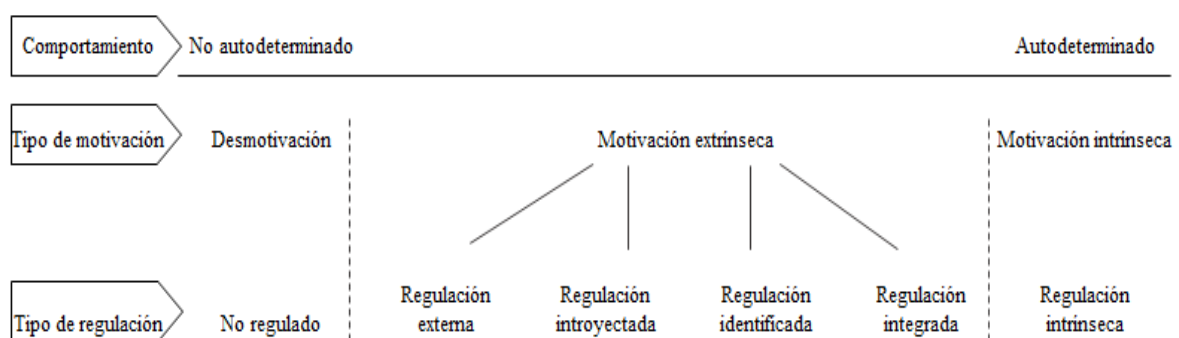 Comportamiento No autodeterminado Autodeterminado
Tipo de motivación Desmotivación Motivación extrínseca Motivación intrínseca
Regulación Regulación Regulación Regulación Regulación
Tipo de regulación No regulado externa introyectada identificada integrada intrínseca